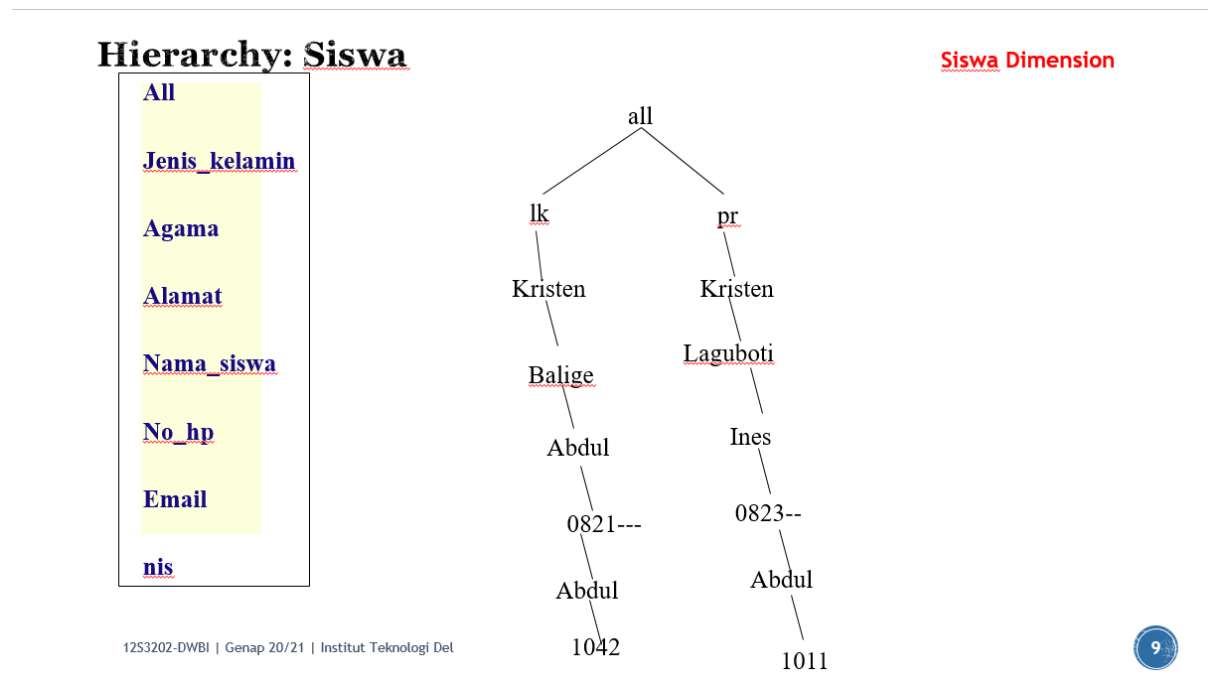 Hierarchy: Siswa
Siswa Dimension
All
Jenis_kelamin
Agama
Alamat
Nama_siswa
No_hp
Email
nis
all
lk
pr
Kristen
Kristen
Balige
Laguboti
Abdul
Ines
0821---
0823--
Abdul
Abdul
1042
1011
12S3202-DWBI | Genap 20/21 | Institut Teknologi Del
9